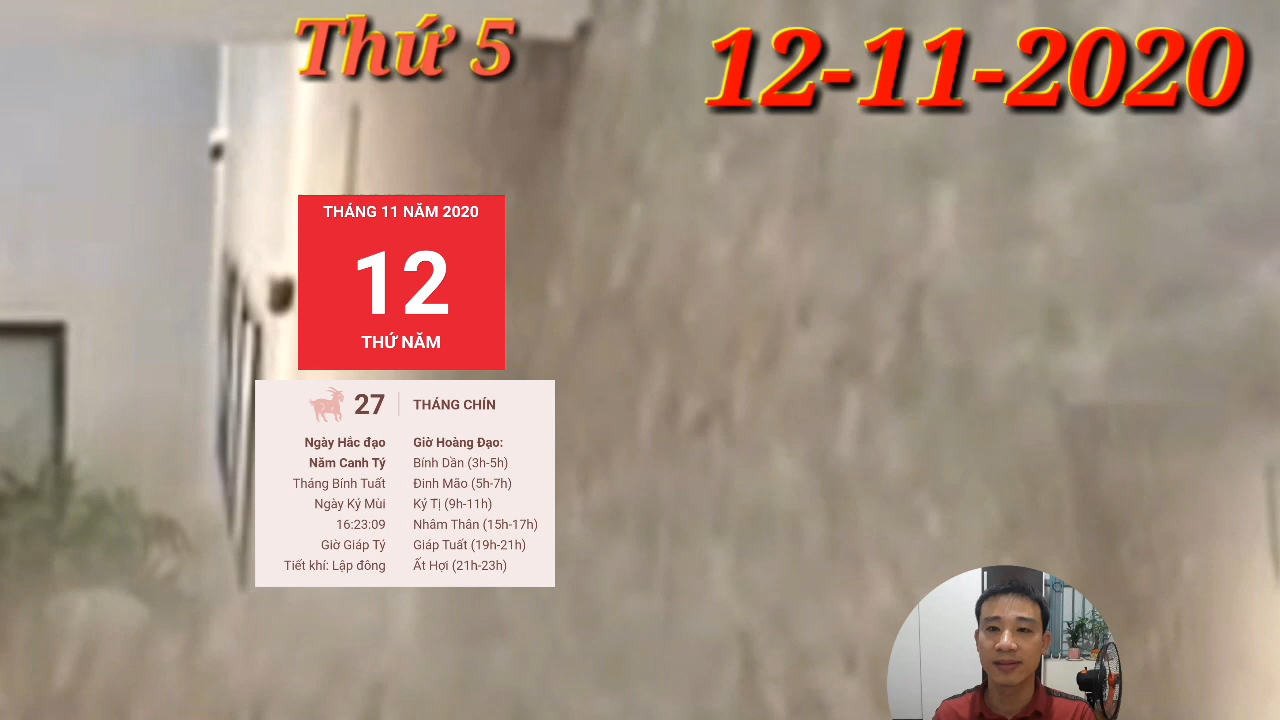 Thứ 5
12-11-2020
THÁNG 11 NĂM 2020
12
THỨ NĂM
27
THÁNG CHÍN
Ngày Hắc đạo
Năm Canh Tý
Tháng Bính Tuất
Ngày Kỷ Mùi
16:23:09
Giờ Giáp Tý
Tiết khí: Lập đông
Giờ Hoàng Đạo:
Bính Dần (3h-5h)
Đinh Mão (5h-7h)
Kỷ Tị (9h-11h)
Nhâm Thân (15h-17h)
Giáp Tuất (19h-21h)
Ất Hợi (21h-23h)